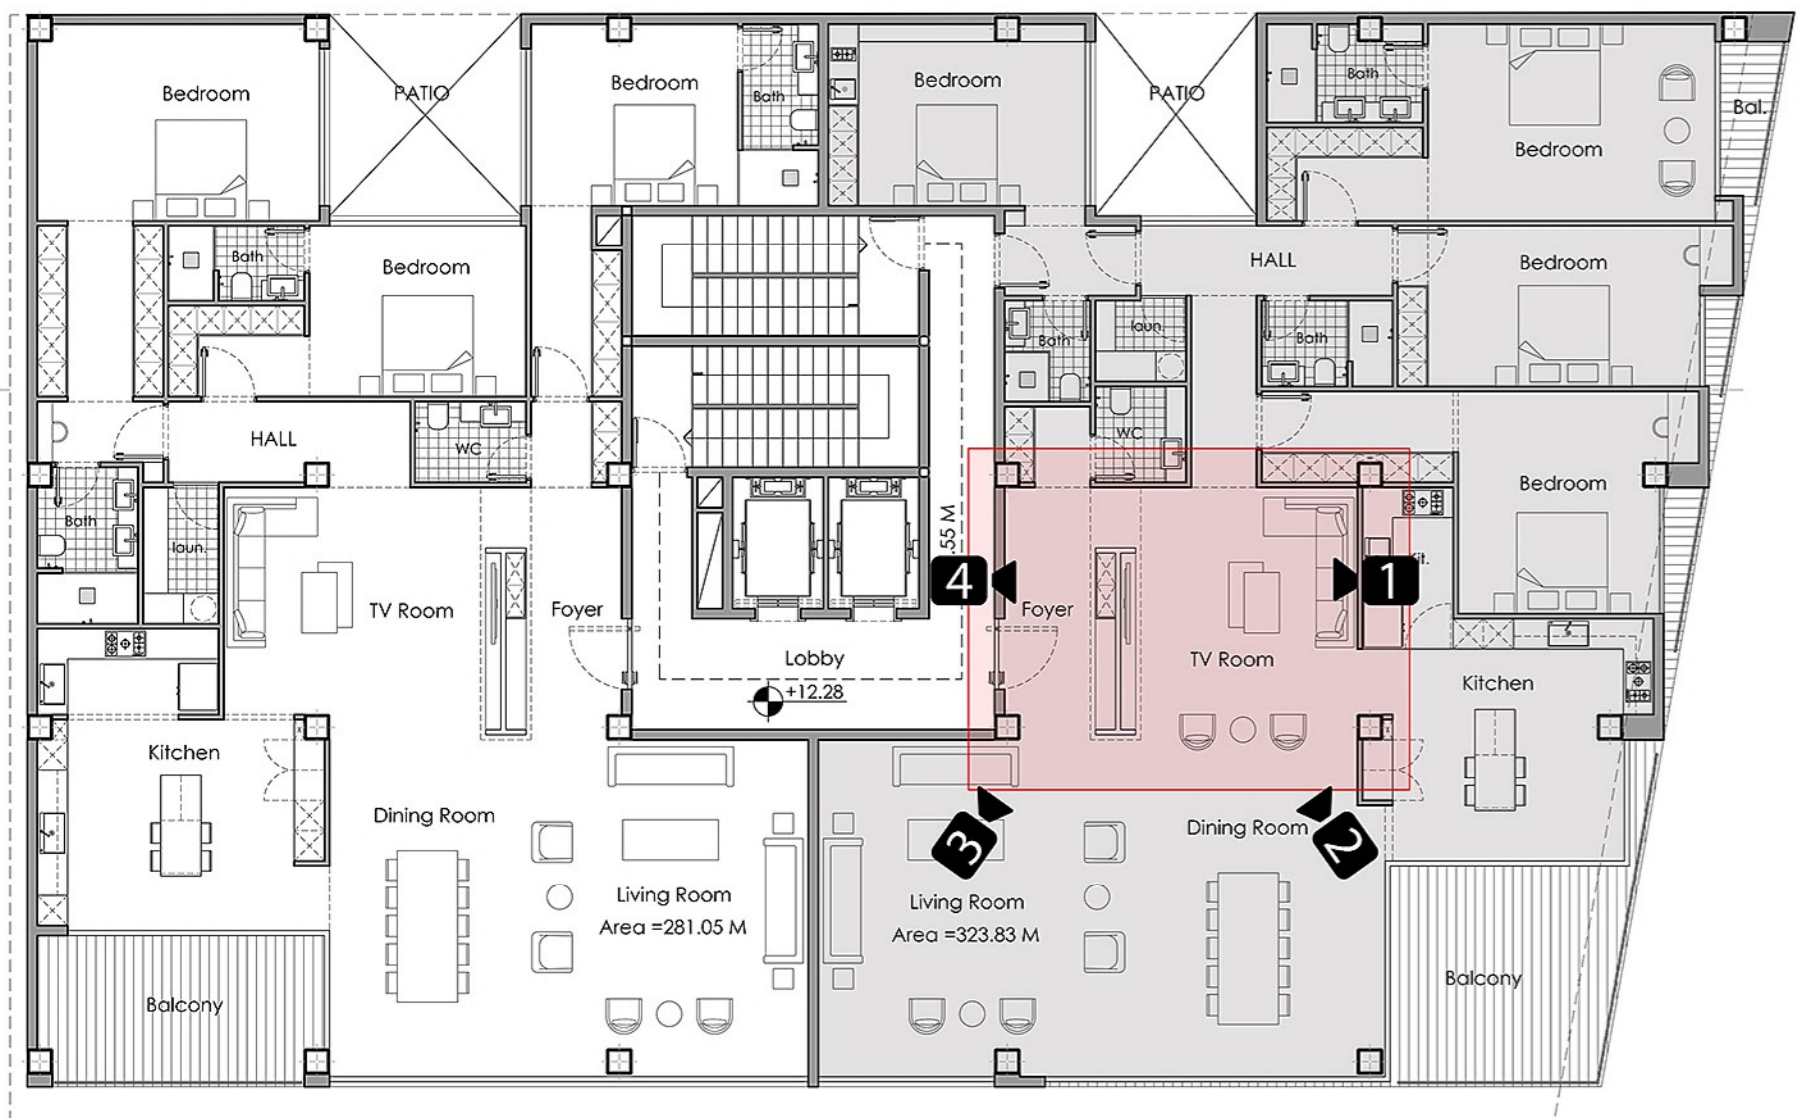 Bedroom
PATIO
Bedroom
Bath
Bedroom
PATIO
Bath
Bedroom
Bal.
Bath
Bedroom
HALL
Bedroom
Bath
laun.
Bath
HALL
WC
WC
Bedroom
Bath
laun.
.55 M
4
1
it.
TV Room
Foyer
Foyer
Lobby
+12.28
TV Room
Kitchen
Kitchen
Dining Room
3
Dining Room
2
Living Room
Area =281.05 M
Living Room
Area =323.83 M
Balcony
Balcony